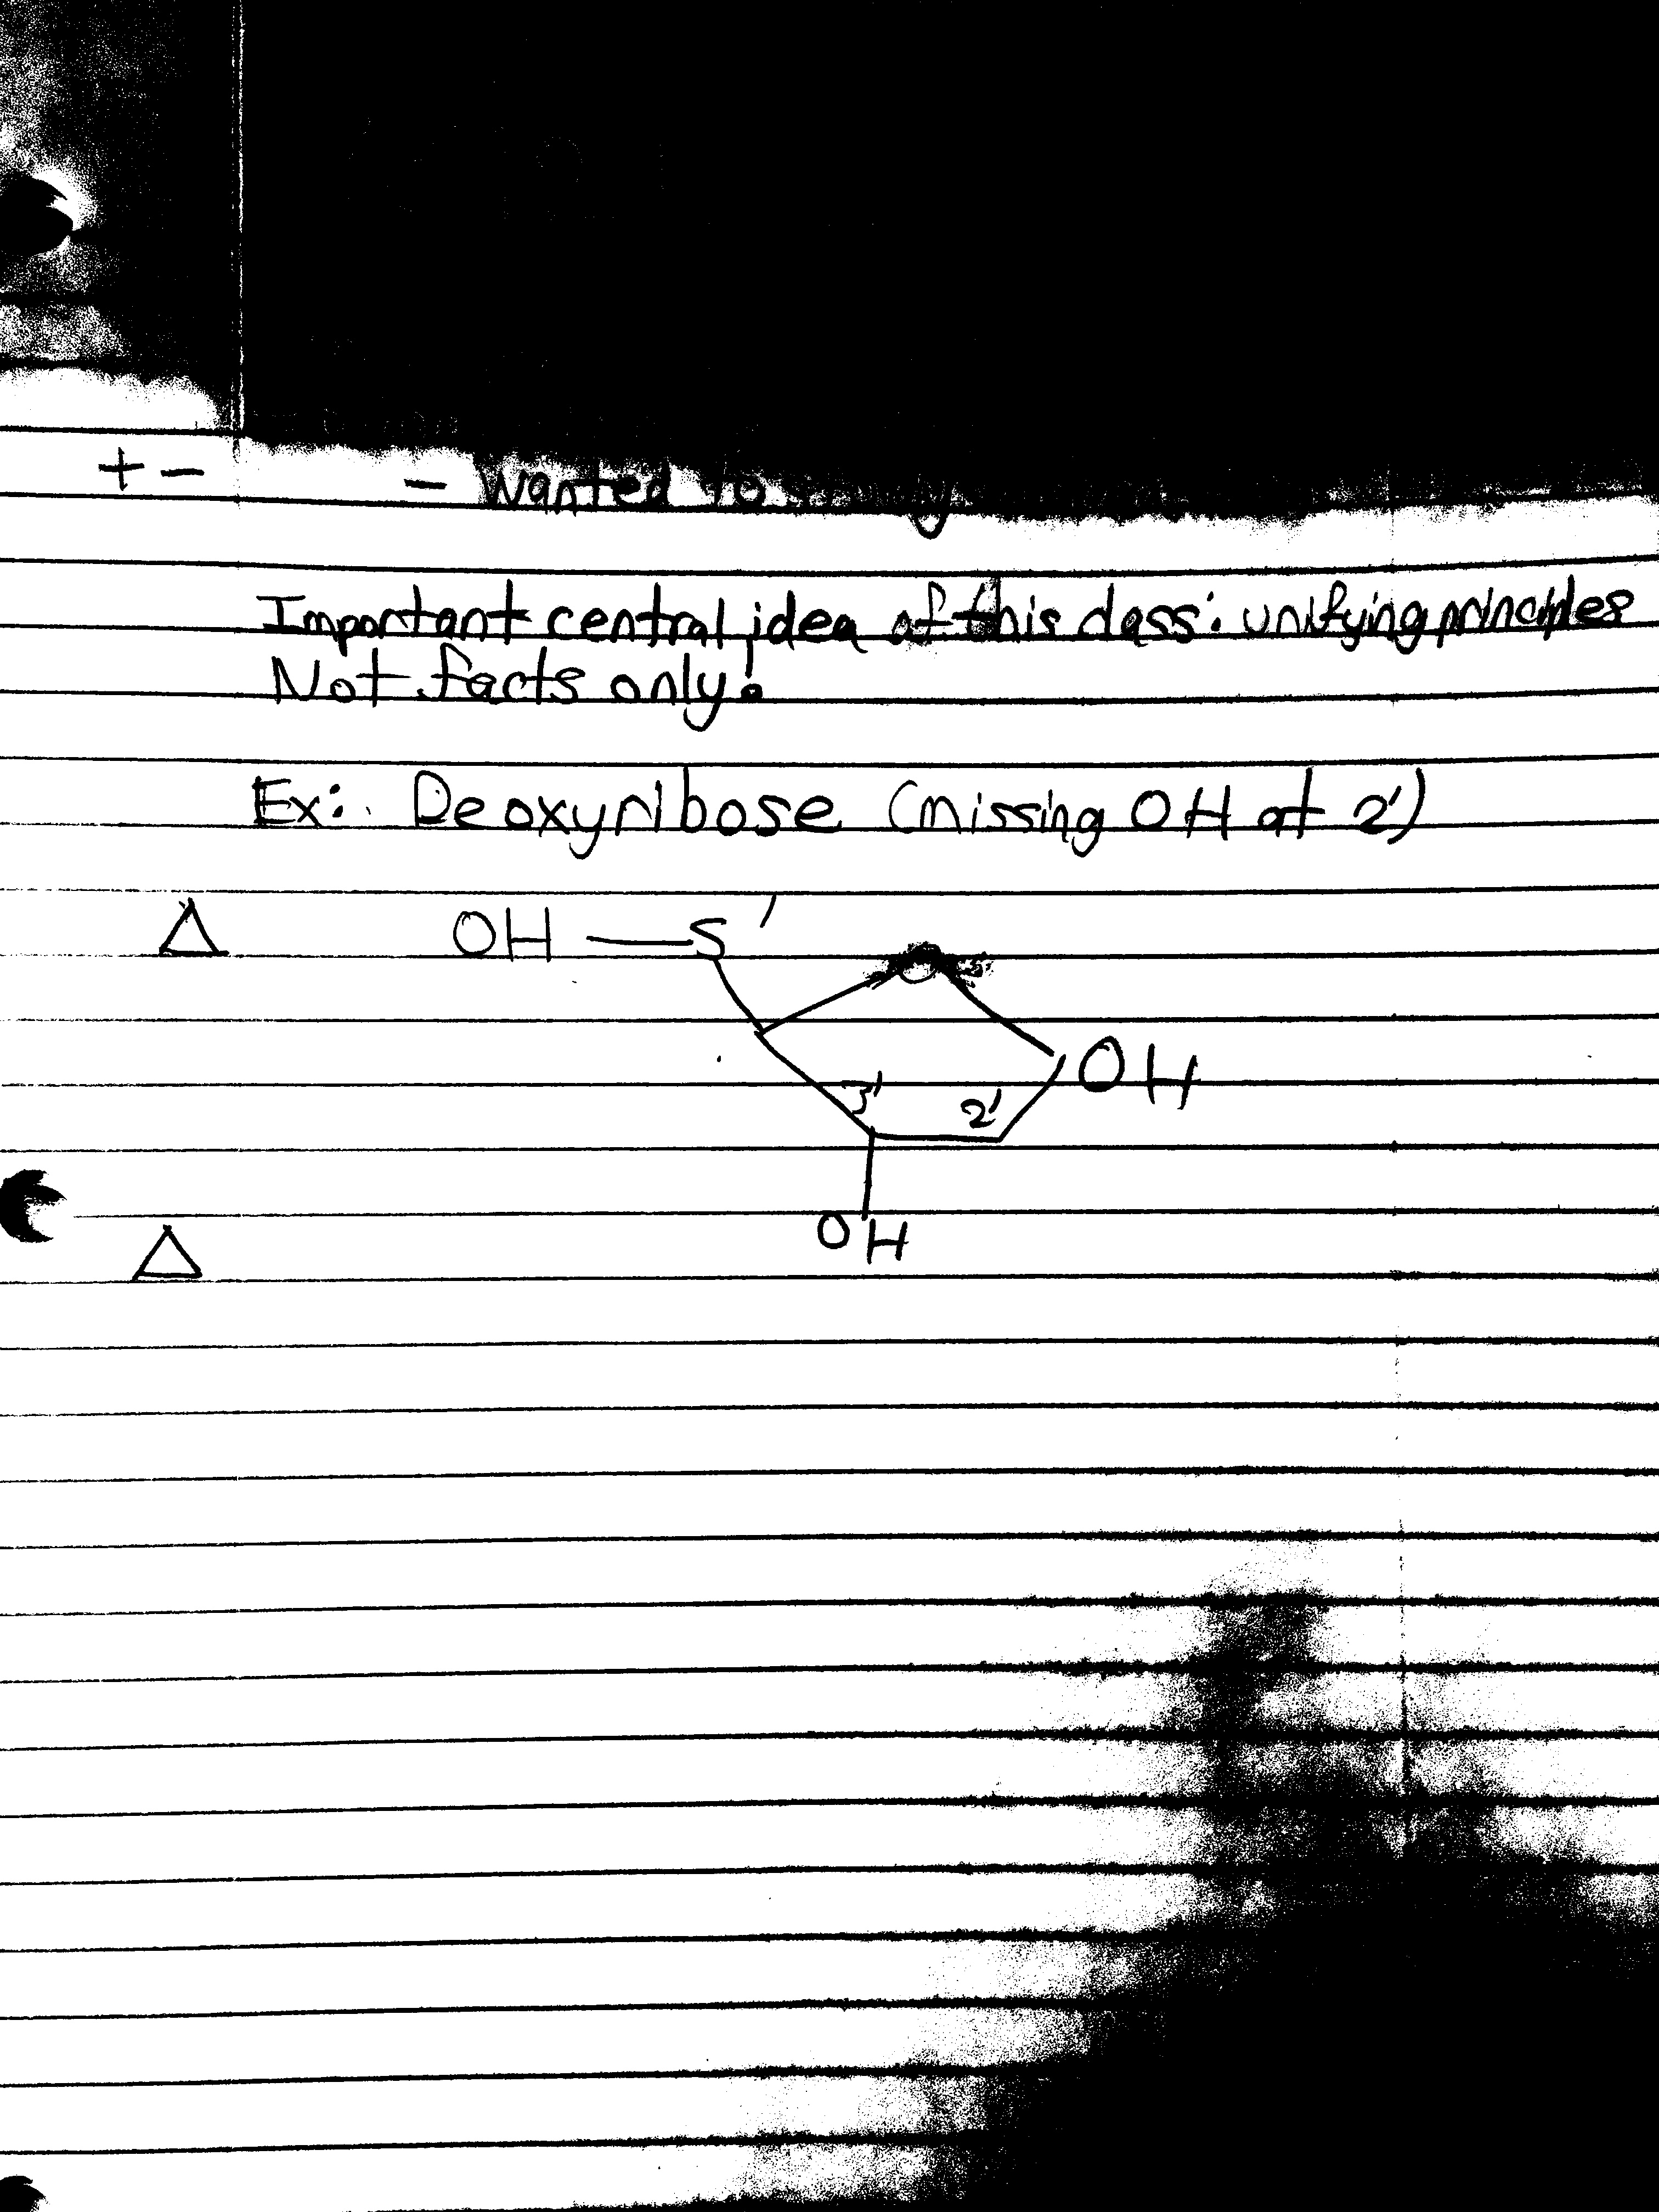 + -
- Wanted to study
Important central idea of this class: unifying principles
Not facts only!
Ex: Deoxyribose (missing OH at 2')
Δ OH 5' O
3' 2' OH
OH
Δ